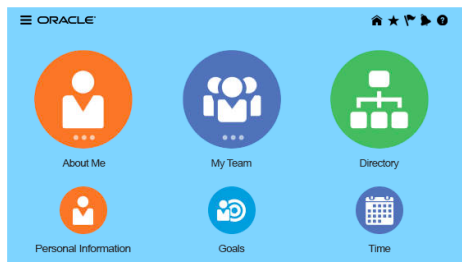 ORACLE
About Me
My Team
Directory
Personal Information
Goals
Time